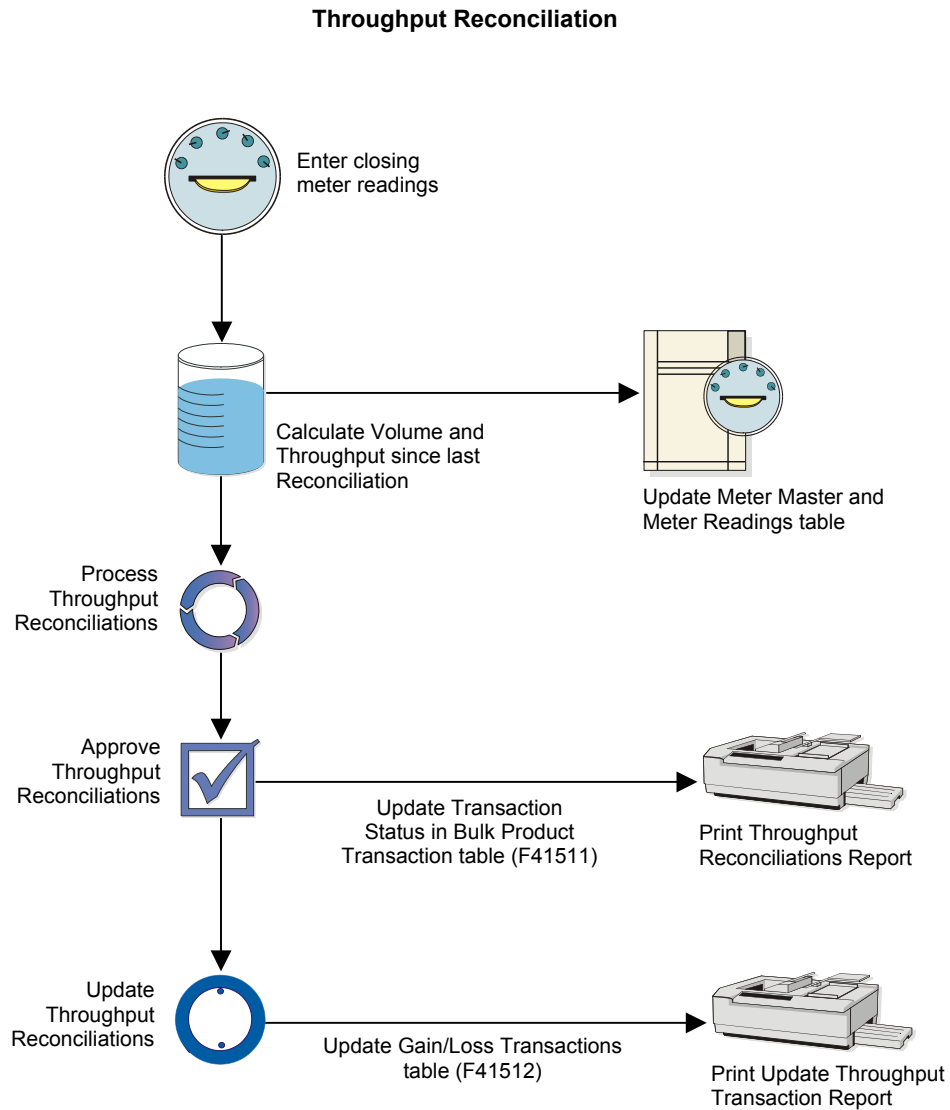 Throughput Reconciliation
Enter closing
meter readings
Calculate Volume and
Throughput since last
Reconciliation
Update Meter Master and
Meter Readings table
Process
Throughput
Reconciliations
Approve
Throughput
Reconciliations
Update Transaction
Status in Bulk Product
Transaction table (F41511)
Print Throughput
Reconciliations Report
Update
Throughput
Reconciliations
Update Gain/Loss Transactions
table (F41512)
Print Update Throughput
Transaction Report